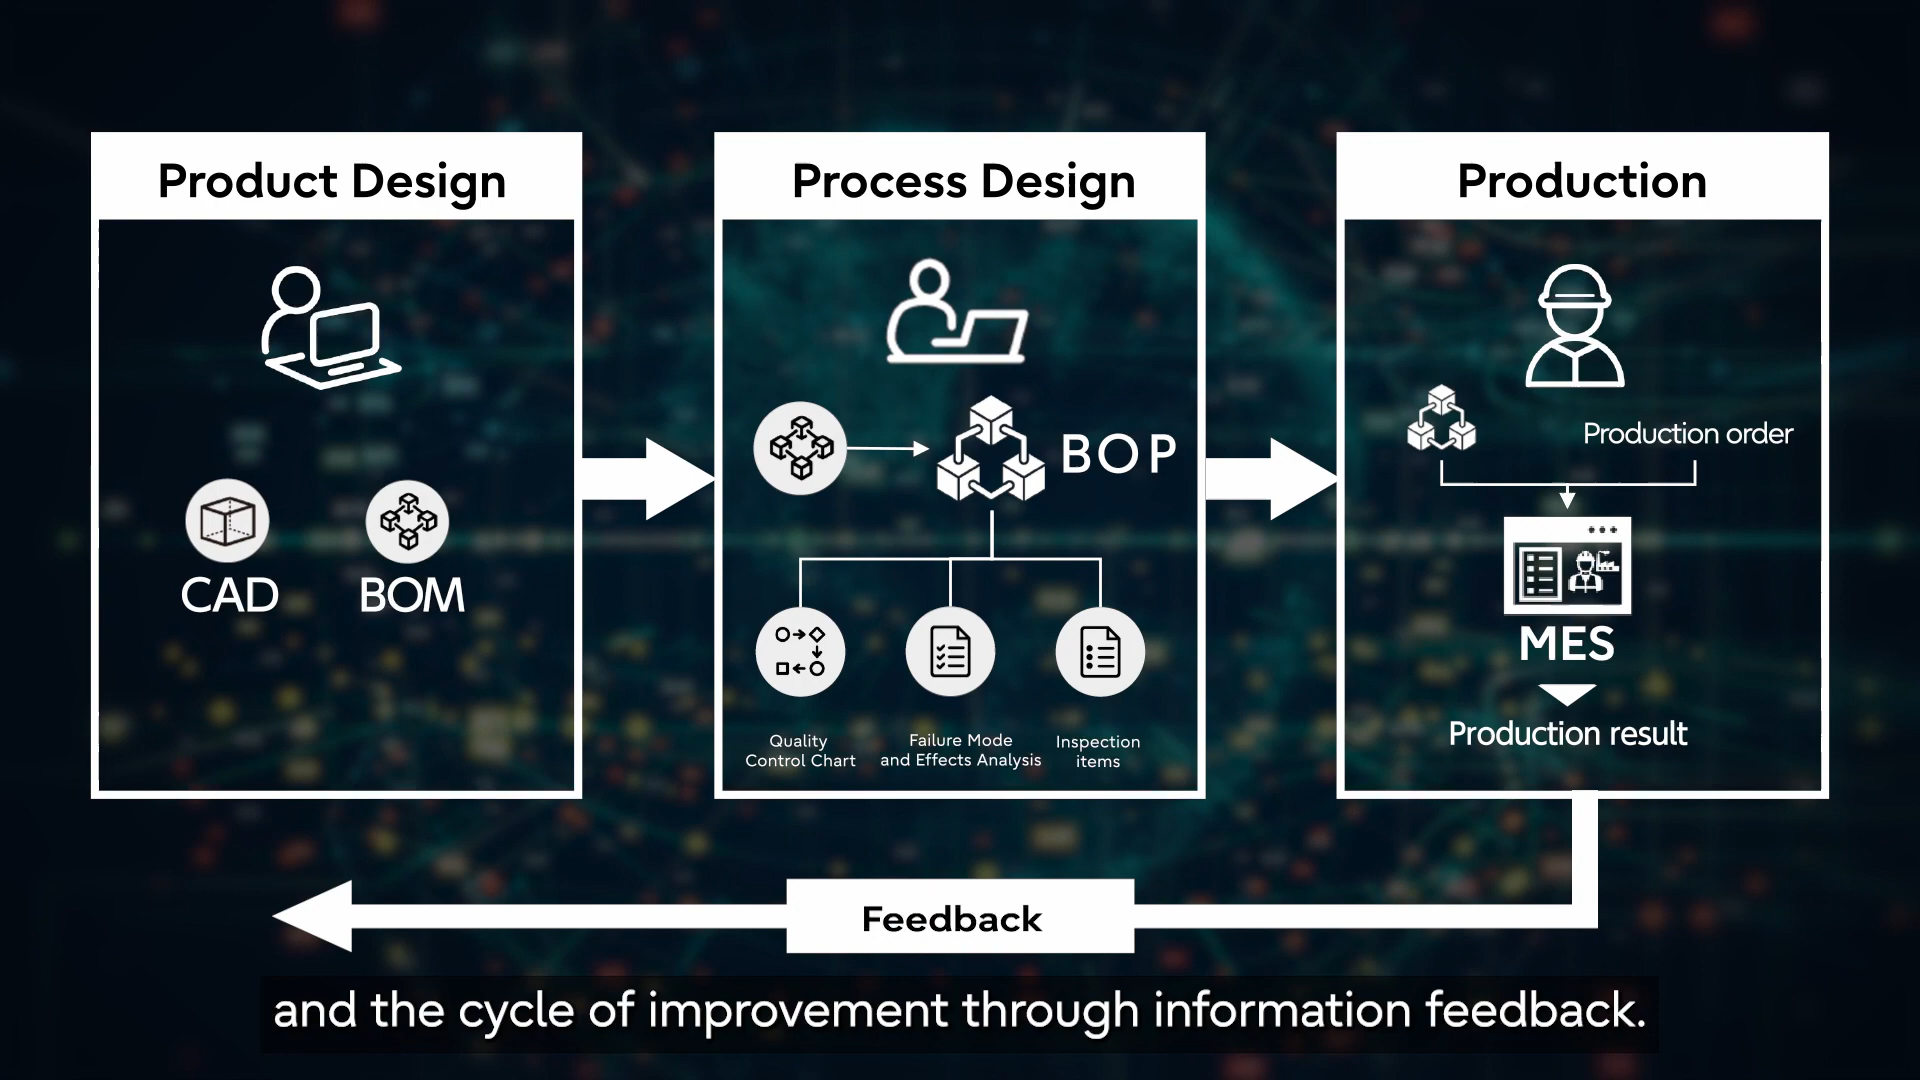 Product Design
CAD
BOM
Process Design
BOP
Quality
Control Chart
Failure Mode
and Effects Analysis
Inspection
items
Production
Production order
MES
Production result
Feedback
and the cycle of improvement through information feedback.